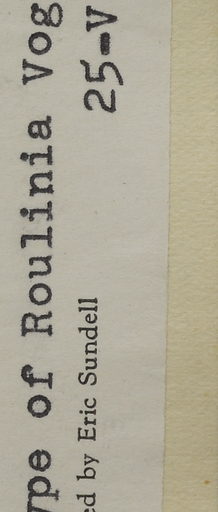 ype of Roulinia Vog
ed by Eric Sundell 25-V